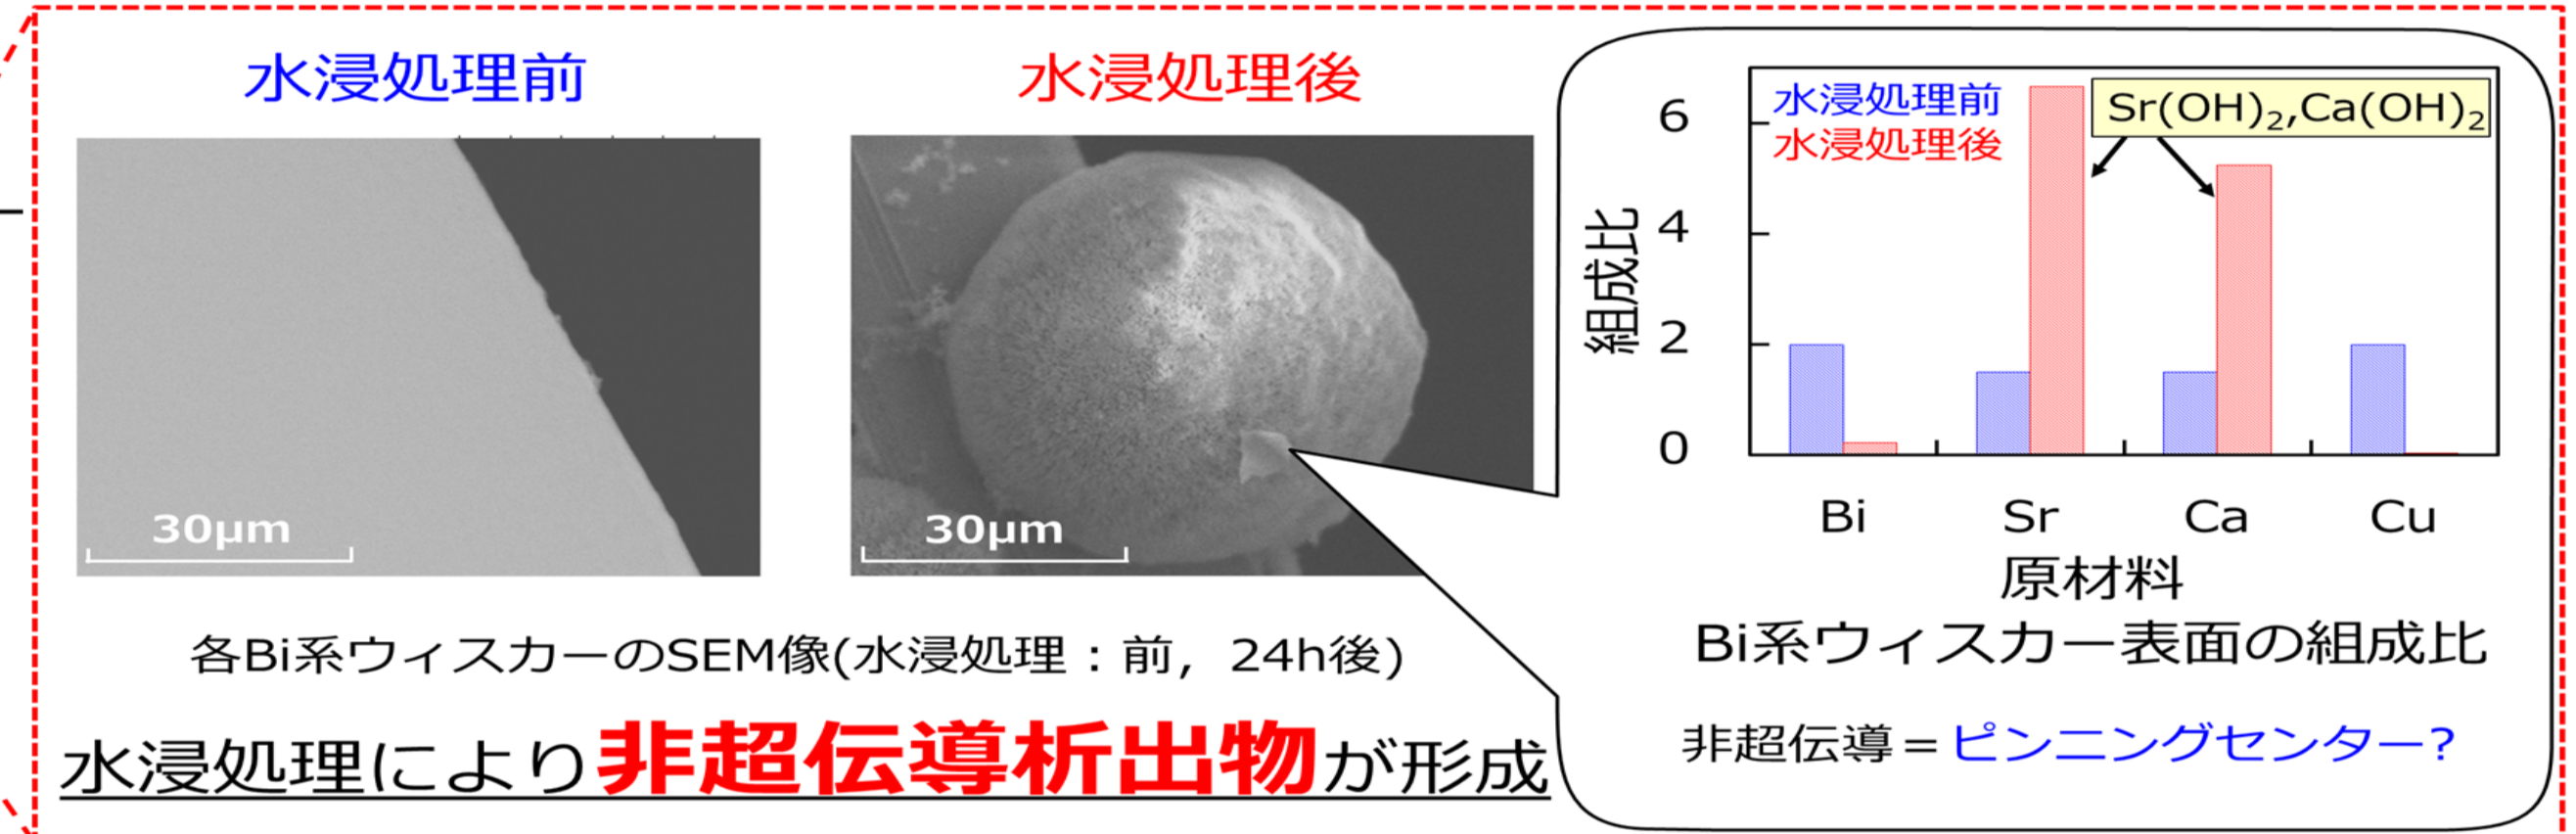 水浸処理前
水浸処理後
30μm
30μm
各Bi系ウィスカーのSEM像(水浸処理：前，24h後)
水浸処理により非超伝導析出物が形成
水浸処理前
水浸処理後
Sr(OH)₂,Ca(OH)₂
組成比
6
4
2
0
Bi Sr Ca Cu
原材料
Bi系ウィスカー表面の組成比
非超伝導＝ピンニングセンター?